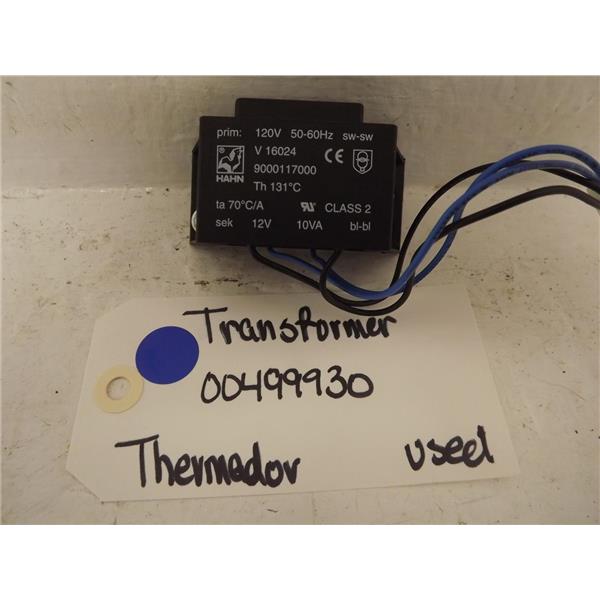 prim: 120V 50-60Hz sw-sw
V 16024
HAHN
9000117000
Th 131°C
ta 70°C/A CLASS 2
sek 12V 10VA bl-bl
Transformer
00499930
Thermador used